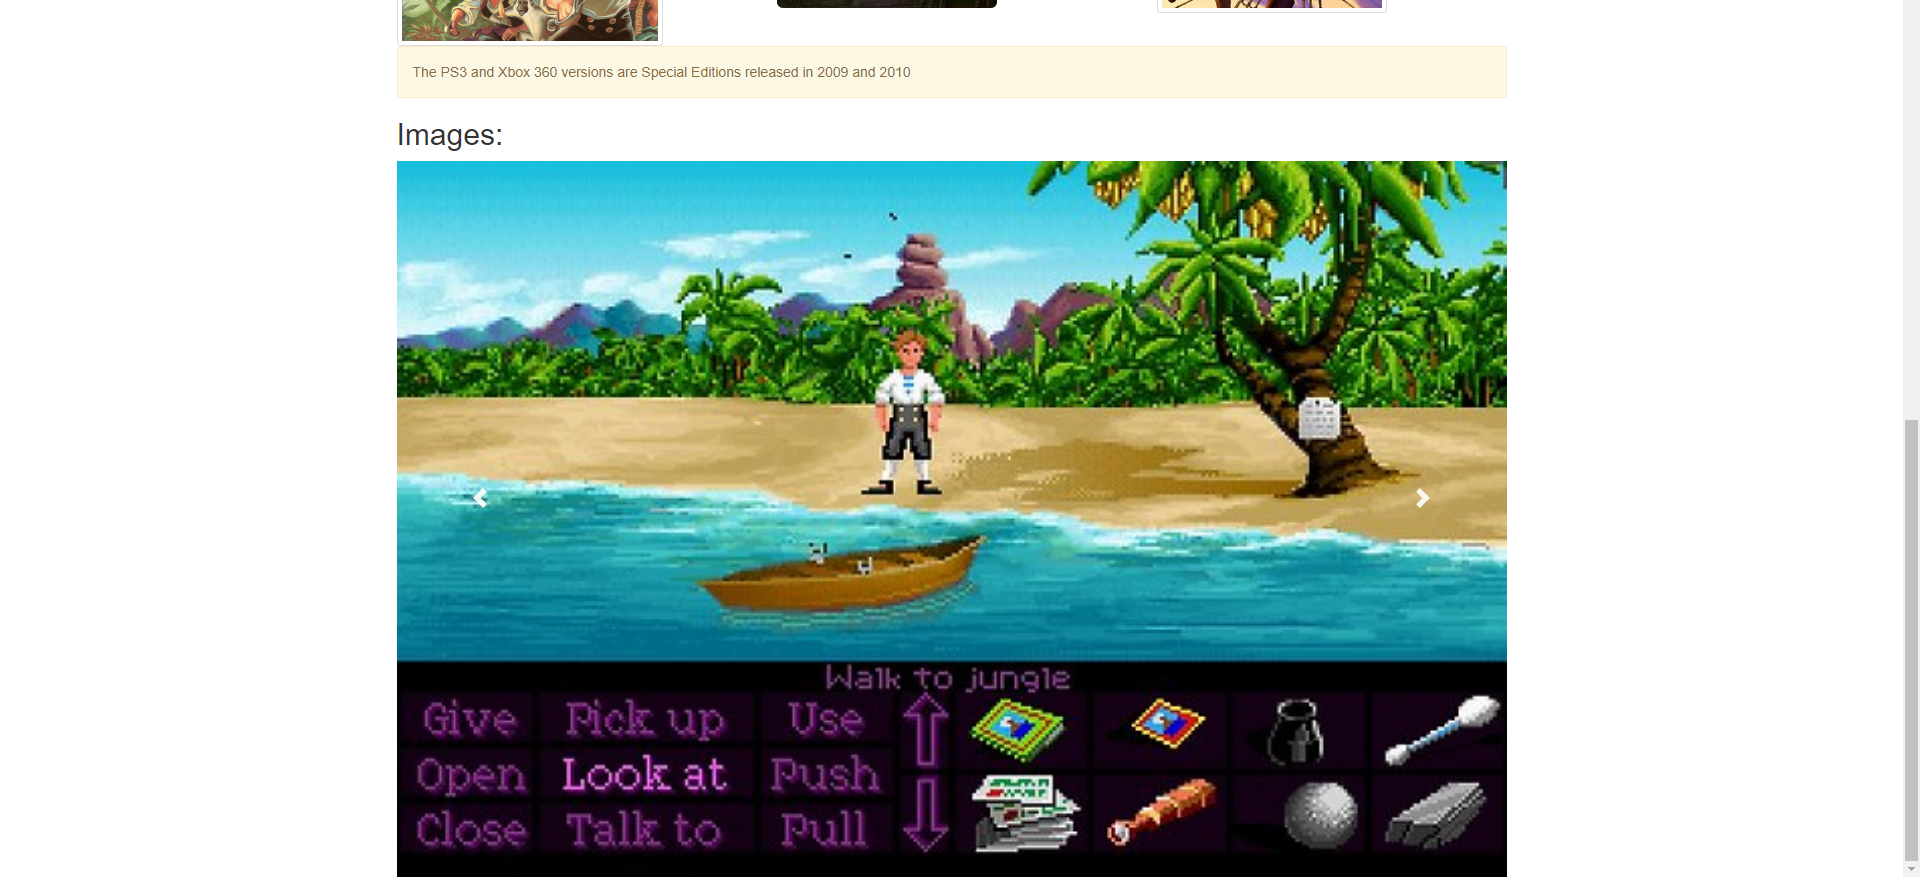 The PS3 and Xbox 360 versions are Special Editions released in 2009 and 2010
Images:
Walk to jungle
Give Pick up Use
Open Look at Push
Close Talk to Pull